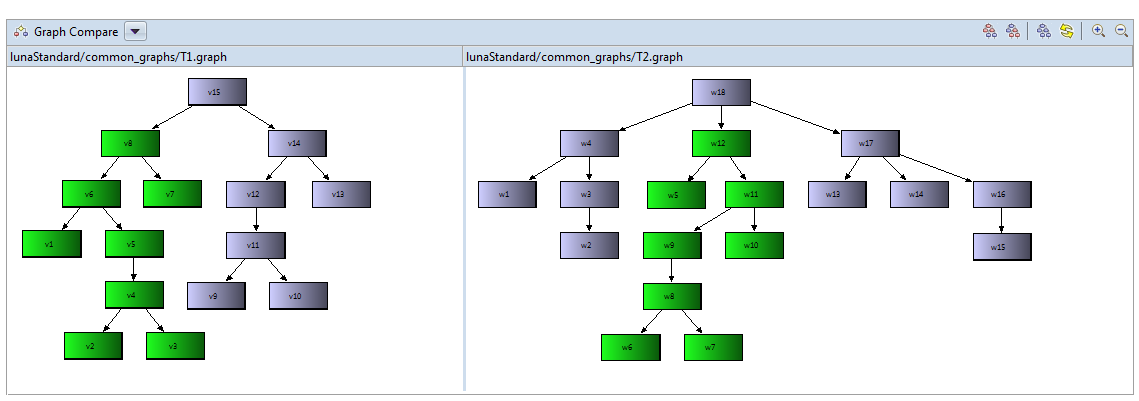 Graph Compare
lunaStandard/common_graphs/T1.graph
lunaStandard/common_graphs/T2.graph
v15
v8
v14
v6
v7
v12
v13
v1
v5
v11
v4
v9
v10
v2
v3
w18
w4
w12
w17
w1
w3
w5
w11
w13
w14
w16
w2
w9
w10
w15
w8
w6
w7